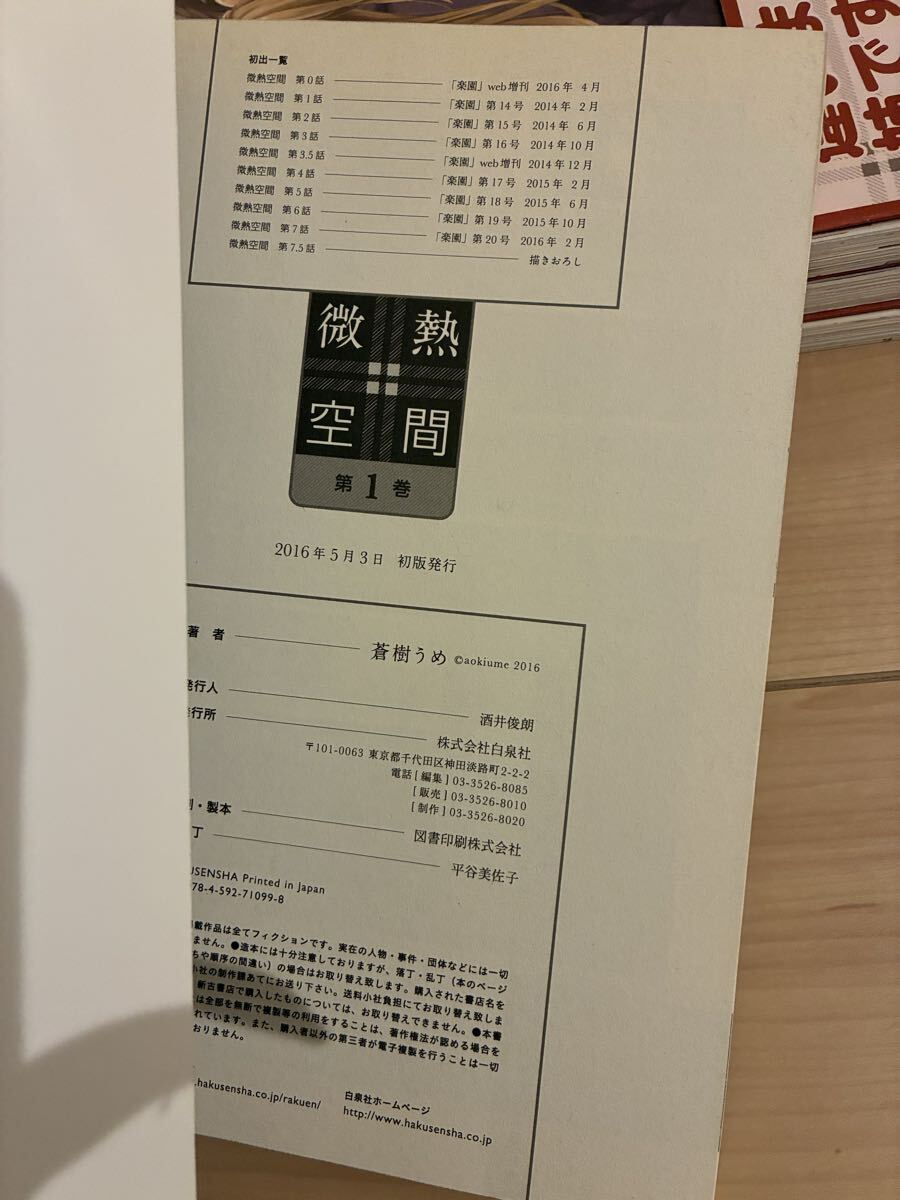 初出一覧
微熱空間 第0話 「楽園」web増刊 2016年 4月
微熱空間 第1話 「楽園」第14号 2014年 2月
微熱空間 第2話 「楽園」第15号 2014年 6月
微熱空間 第3話 「楽園」第16号 2014年10月
微熱空間 第3.5話 「楽園」web増刊 2014年12月
微熱空間 第4話 「楽園」第17号 2015年 2月
微熱空間 第5話 「楽園」第18号 2015年 6月
微熱空間 第6話 「楽園」第19号 2015年10月
微熱空間 第7話 「楽園」第20号 2016年 2月
微熱空間 第7.5話 描きおろし
微熱
空間
第1巻
2016年5月3日 初版発行
著者 蒼樹うめ ©aokiume 2016
発行人 酒井俊朗
発行所 株式会社白泉社
〒101-0063 東京都千代田区神田淡路町2-2-2
電話[編集]03-3526-8085
[販売]03-3526-8010
[制作]03-3526-8020
・製本 図書印刷株式会社
丁 平谷美佐子
USENSHA Printed in Japan
78-4-592-71099-8
載作品は全てフィクションです。実在の人物・事件・団体などには一切
ません。●造本には十分注意しておりますが、落丁・乱丁（本のページ
ちや順序の間違い）の場合はお取り替え致します。購入された書店名を
小社の制作課あてにお送り下さい。送料小社負担にてお取り替え致しま
新古書店で購入したものについては、お取り替えできません。●本書
は全部を無断で複製等の利用をすることは、著作権法が認める場合を
れています。また、購入者以外の第三者が電子複製を行うことは一切
おりません。
.hakusensha.co.jp/rakuen/
白泉社ホームページ
http://www.hakusensha.co.jp